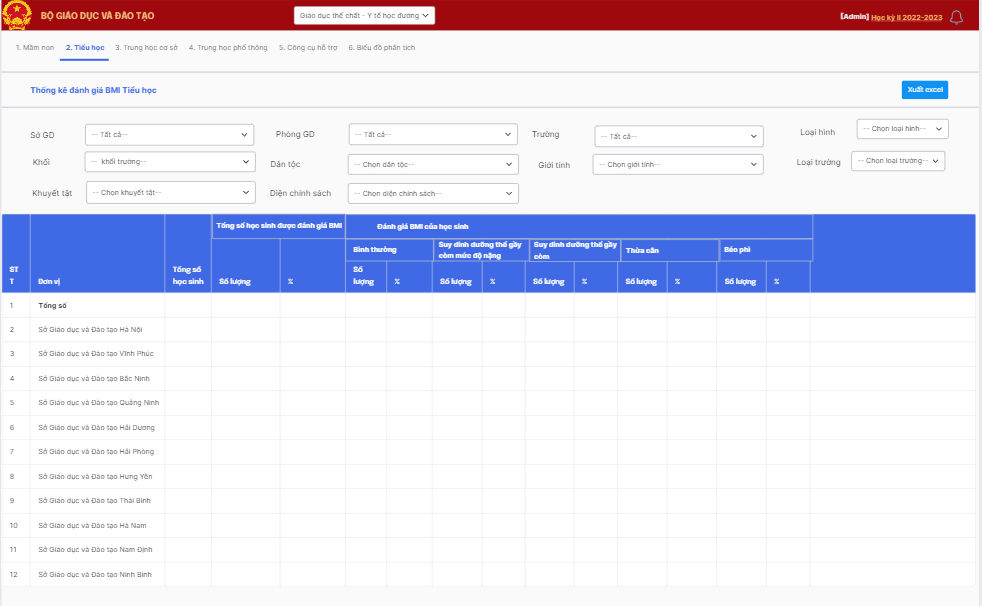 BỘ GIÁO DỤC VÀ ĐÀO TẠO
Giáo dục thể chất - Y tế học đường
[Admin] Học kỳ II 2022-2023
1. Mầm non 2. Tiểu học 3. Trung học cơ sở 4. Trung học phổ thông 5. Công cụ hỗ trợ 6. Biểu đồ phân tích
Thống kê đánh giá BMI Tiểu học
Xuất excel
Sở GD -- Tất cả-- Phòng GD -- Tất cả-- Trường -- Tất cả-- Loại hình -- Chọn loại hình--
Khối -- khối trường-- Dân tộc -- Chọn dân tộc-- Giới tính -- Chọn giới tính-- Loại trường -- Chọn loại trường--
Khuyết tật -- Chọn khuyết tật-- Diện chính sách -- Chọn diện chính sách--
Tổng số học sinh được đánh giá BMI Đánh giá BMI của học sinh
Bình thường Suy dinh dưỡng thể gầy còm mức độ nặng Suy dinh dưỡng thể gầy còm Thừa cân Béo phì
STT Đơn vị Tổng số học sinh Số lượng % Số lượng % Số lượng % Số lượng % Số lượng % Số lượng %
1 Tổng số
2 Sở Giáo dục và Đào tạo Hà Nội
3 Sở Giáo dục và Đào tạo Vĩnh Phúc
4 Sở Giáo dục và Đào tạo Bắc Ninh
5 Sở Giáo dục và Đào tạo Quảng Ninh
6 Sở Giáo dục và Đào tạo Hải Dương
7 Sở Giáo dục và Đào tạo Hải Phòng
8 Sở Giáo dục và Đào tạo Hưng Yên
9 Sở Giáo dục và Đào tạo Thái Bình
10 Sở Giáo dục và Đào tạo Hà Nam
11 Sở Giáo dục và Đào tạo Nam Định
12 Sở Giáo dục và Đào tạo Ninh Bình